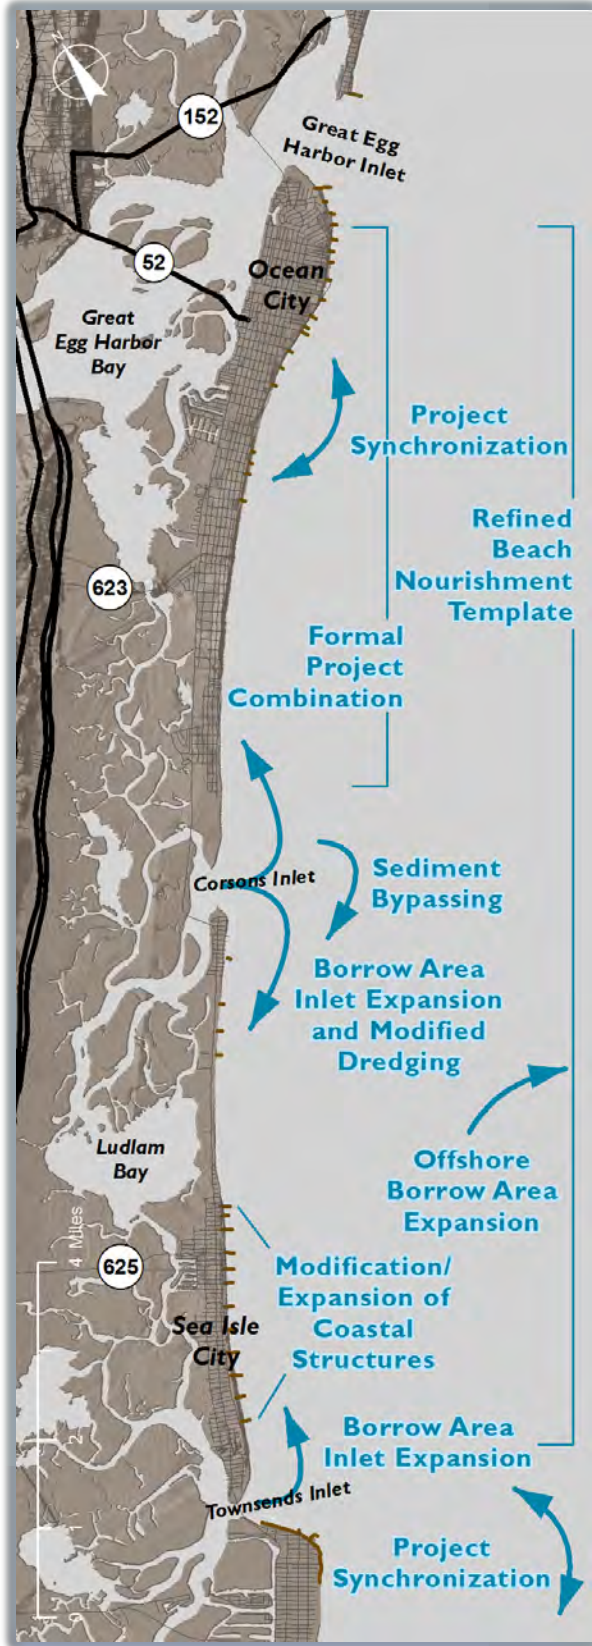 N
152
Great Egg
Harbor Inlet
52
Ocean
City
Great
Egg Harbor
Bay
Project
Synchronization
Refined
Beach
Nourishment
Template
623
Formal
Project
Combination
Corsons Inlet
Sediment
Bypassing
Borrow Area
Inlet Expansion
and Modified
Dredging
Ludlam
Bay
Offshore
Borrow Area
Expansion
4 Miles
625
Modification/
Expansion of
Coastal
Structures
Sea Isle
City
Borrow Area
Inlet Expansion
2
Townsends Inlet
1
Project
Synchronization
0